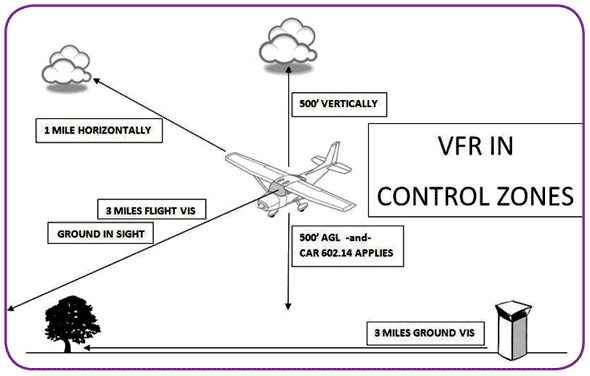 500' VERTICALLY
1 MILE HORIZONTALLY
VFR IN
CONTROL ZONES
3 MILES FLIGHT VIS
GROUND IN SIGHT
500' AGL -and-
CAR 602.14 APPLIES
3 MILES GROUND VIS